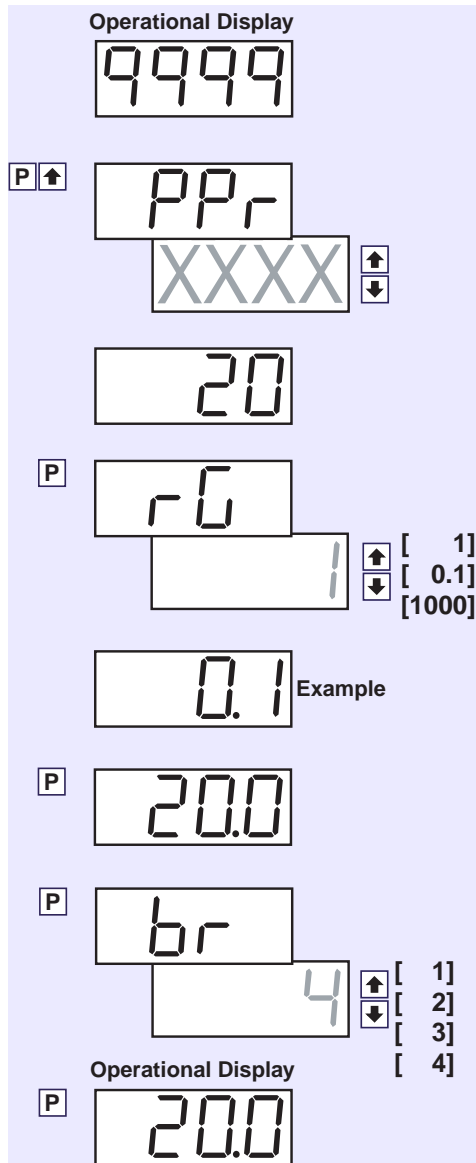 Operational Display
9999
P
PPr
XXXX
20
P
rG
1
[ 1]
[ 0.1]
[1000]
0.1 Example
P
20.0
P
br
4
[ 1]
[ 2]
[ 3]
[ 4]
Operational Display
P
20.0